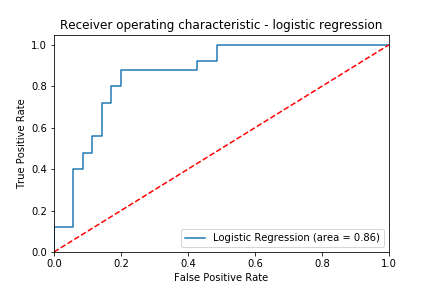 Receiver operating characteristic - logistic regression
True Positive Rate
1.0
0.8
0.6
0.4
0.2
0.0
Logistic Regression (area = 0.86)
0.0 0.2 0.4 0.6 0.8 1.0
False Positive Rate